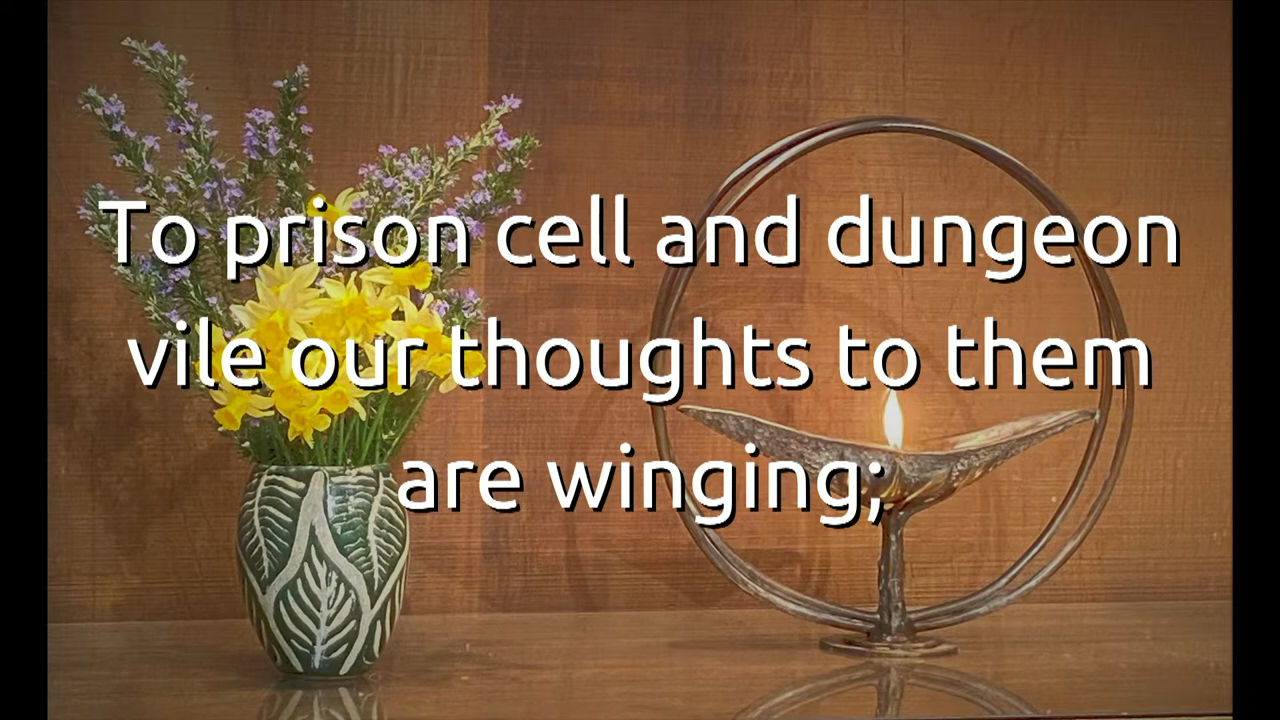 To prison cell and dungeon
vile our thoughts to them
are winging;